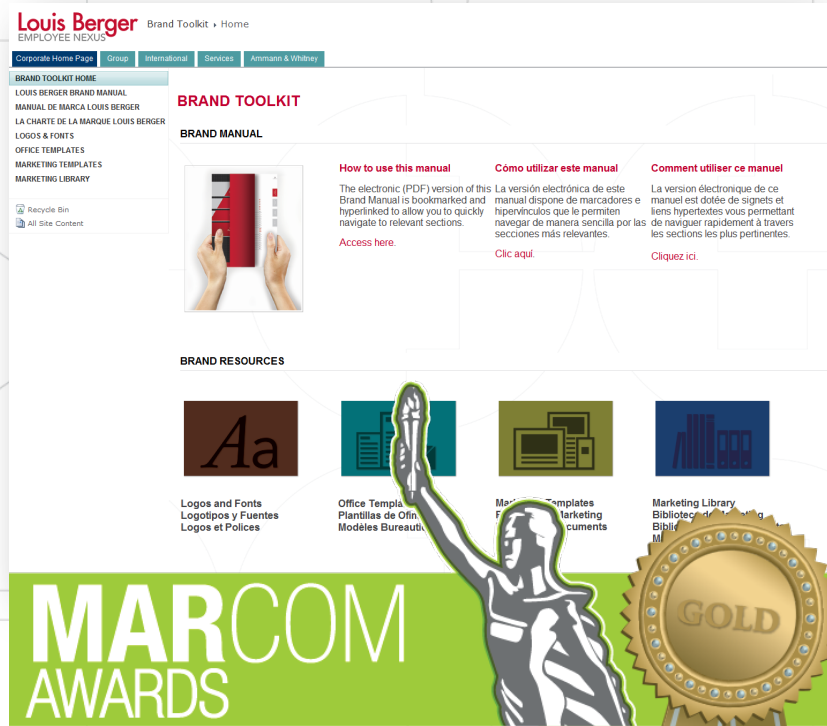 Louis Berger
EMPLOYEE NEXUS
Brand Toolkit › Home
Corporate Home Page
Group
International
Services
Ammann & Whitney
BRAND TOOLKIT HOME
LOUIS BERGER BRAND MANUAL
MANUAL DE MARCA LOUIS BERGER
LA CHARTE DE LA MARQUE LOUIS BERGER
LOGOS & FONTS
OFFICE TEMPLATES
MARKETING TEMPLATES
MARKETING LIBRARY
Recycle Bin
All Site Content
BRAND TOOLKIT
BRAND MANUAL
How to use this manual
The electronic (PDF) version of this
Brand Manual is bookmarked and
hyperlinked to allow you to quickly
navigate to relevant sections.
Access here.
Cómo utilizar este manual
La versión electrónica de este
manual dispone de marcadores e
hipervínculos que le permiten
navegar de manera sencilla por las
secciones más relevantes.
Clic aquí.
Comment utiliser ce manuel
La version électronique de ce
manuel est dotée de signets et
liens hypertextes vous permettant
de naviguer rapidement à travers
les sections les plus pertinentes.
Cliquez ici.
BRAND RESOURCES
Aa
Logos and Fonts
Logotipos y Fuentes
Logos et Polices
Office
Plantillas de
Modèles
Templates
Marketing
Marketing Library
MARCOM
AWARDS
GOLD